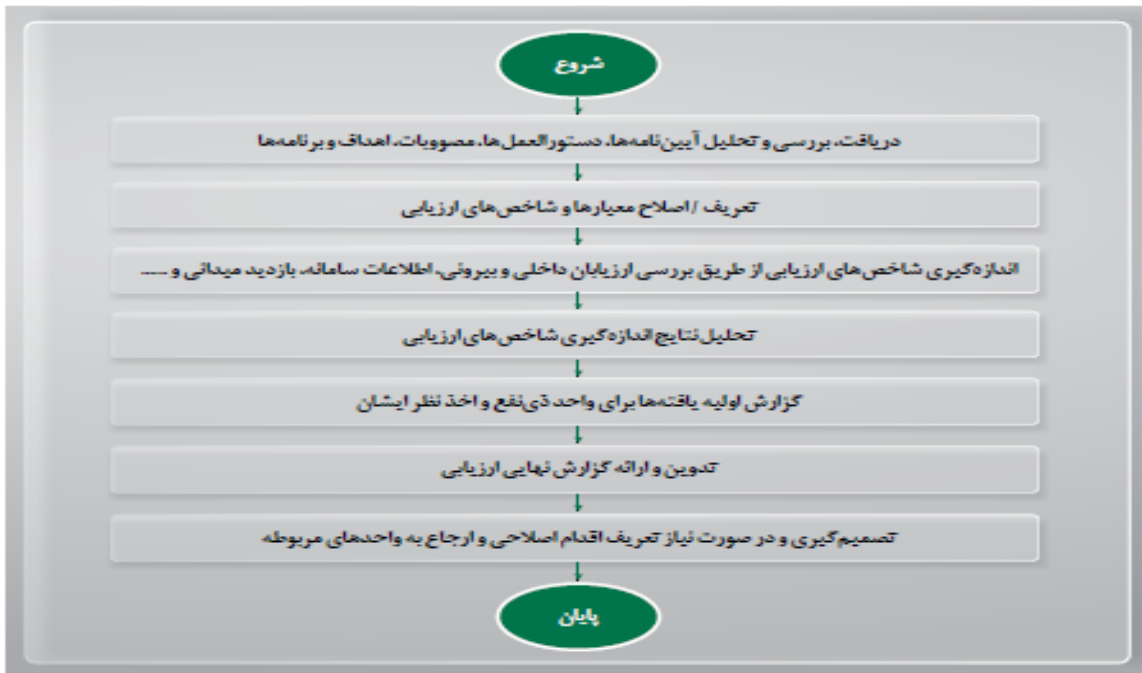 شروع
دریافت، بررسی و تحلیل آیین‌نامه‌ها، دستورالعمل‌ها، مصوبات، اهداف و برنامه‌ها
تعریف / اصلاح معیارها و شاخص‌های ارزیابی
اندازه‌گیری شاخص‌های ارزیابی از طریق بررسی ارزیابان داخلی و بیرونی، اطلاعات سامانه، بازدید میدانی و .....
تحلیل نتایج اندازه‌گیری شاخص‌های ارزیابی
گزارش اولیه یافته‌ها برای واحد ذی‌نفع و اخذ نظر ایشان
تدوین و ارائه گزارش نهایی ارزیابی
تصمیم‌گیری و در صورت نیاز تعریف اقدام اصلاحی و ارجاع به واحدهای مربوطه
پایان